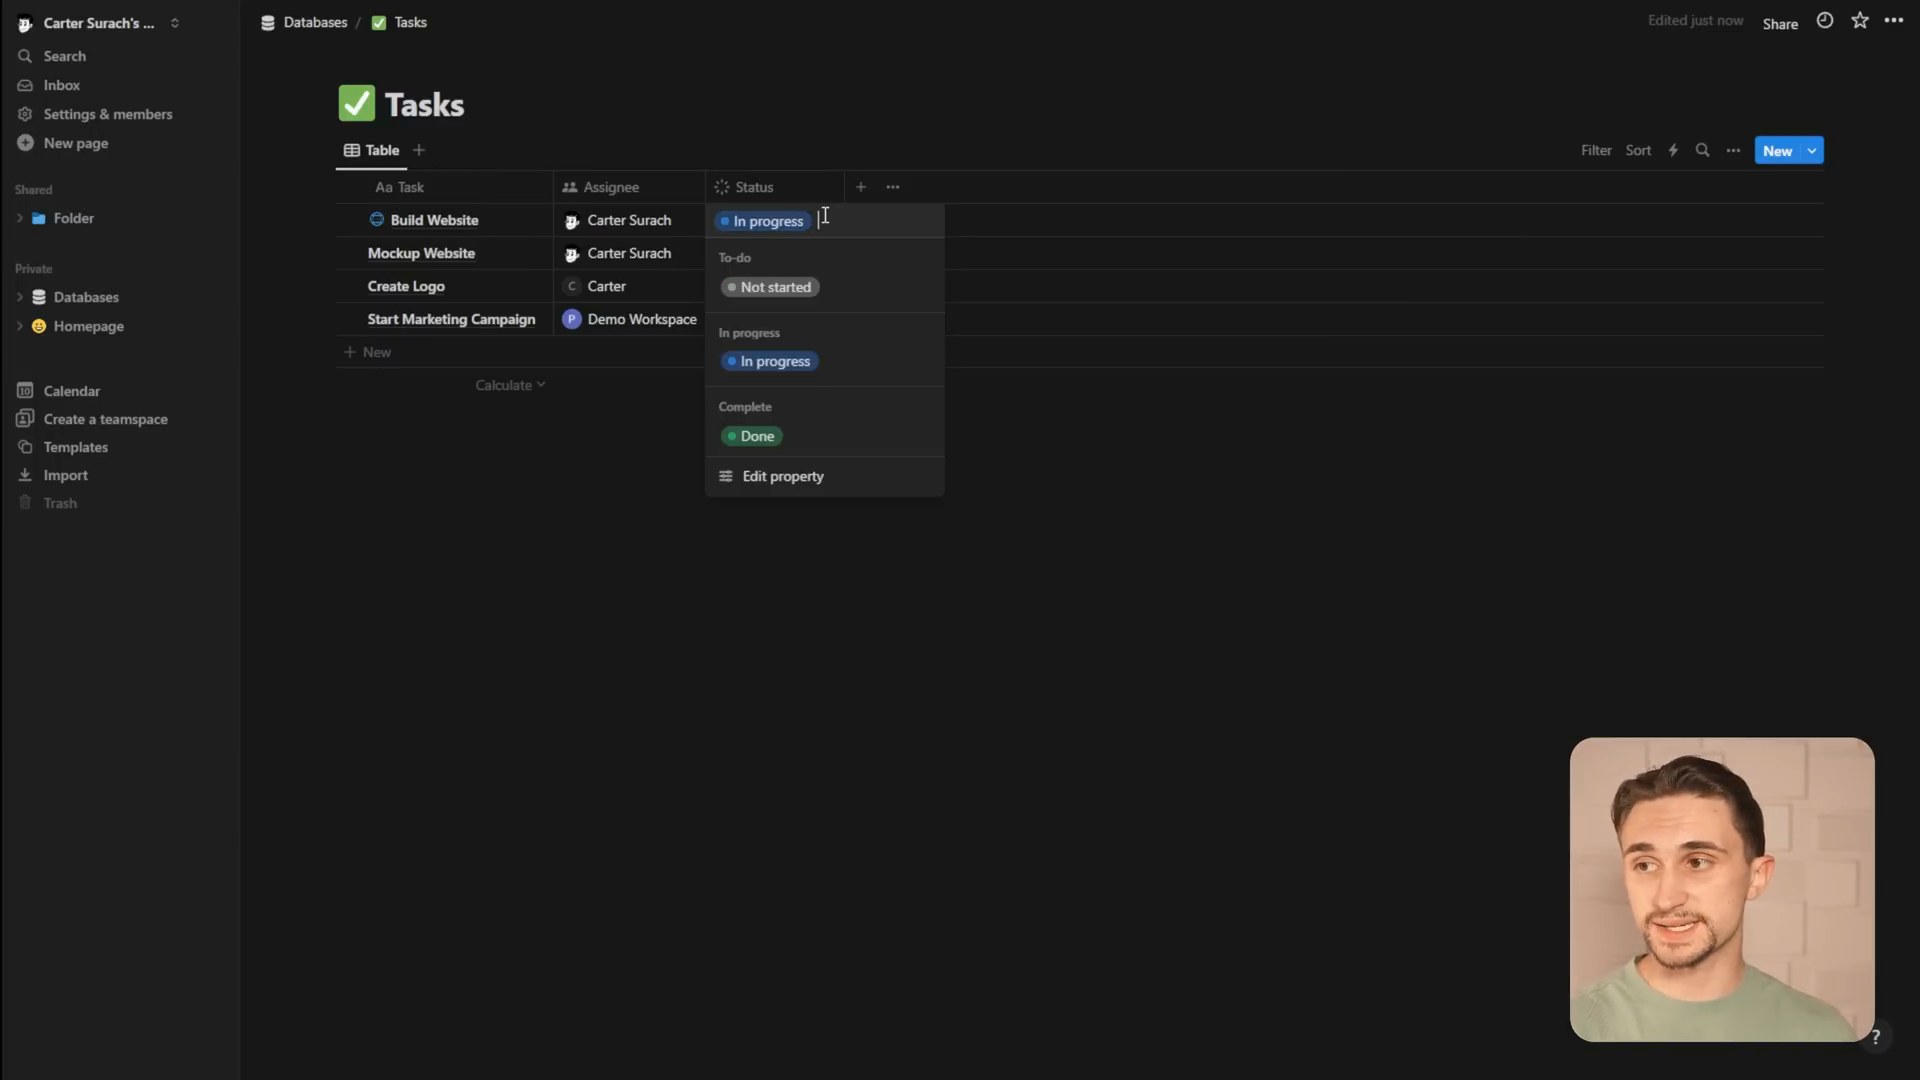 Carter Surach's ...
Search
Inbox
Settings & members
New page
Shared
Folder
Private
Databases
Homepage
10 Calendar
Create a teamspace
Templates
Import
Trash
Databases / Tasks
Edited just now Share
Tasks
Table
Filter Sort New
Aa Task Assignee Status
Build Website Carter Surach In progress
Mockup Website Carter Surach
Create Logo C Carter
Start Marketing Campaign P Demo Workspace
+ New
Calculate
To-do
Not started
In progress
In progress
Complete
Done
Edit property
?